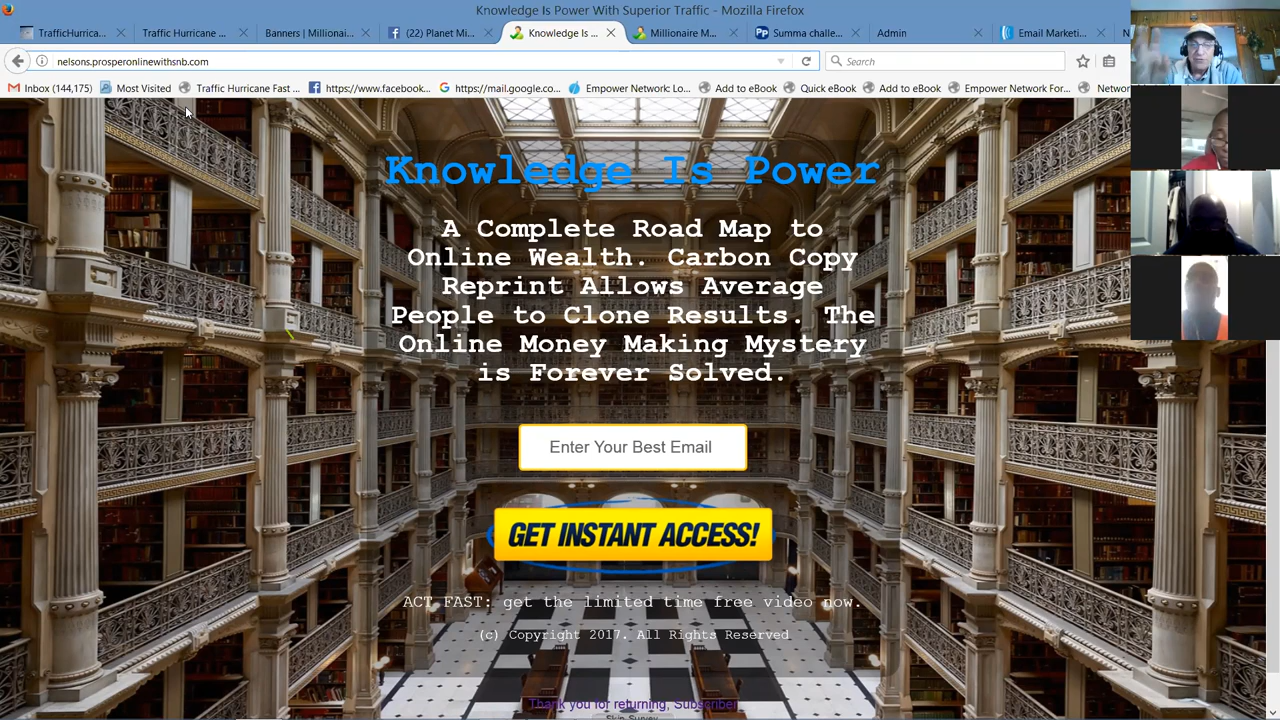 Knowledge Is Power With Superior Traffic - Mozilla Firefox
TrafficHurrica... Traffic Hurricane ... Banners | Millionai... (22) Planet Mi... Knowledge Is ... Millionaire M... Summa challe... Admin Email Marketi... N
nelsons.prosperonlinewithsnb.com Search
Inbox (144,175) Most Visited Traffic Hurricane Fast ... https://www.facebook... https://mail.google.co... Empower Network: Lo... Add to eBook Quick eBook Add to eBook Empower Network For... Netwo
Knowledge Is Power
A Complete Road Map to
Online Wealth. Carbon Copy
Reprint Allows Average
People to Clone Results. The
Online Money Making Mystery
is Forever Solved.
Enter Your Best Email
GET INSTANT ACCESS!
ACT FAST: get the limited time free video now.
(c) Copyright 2017. All Rights Reserved
Thank you for returning, Subscriber
Skip Survey